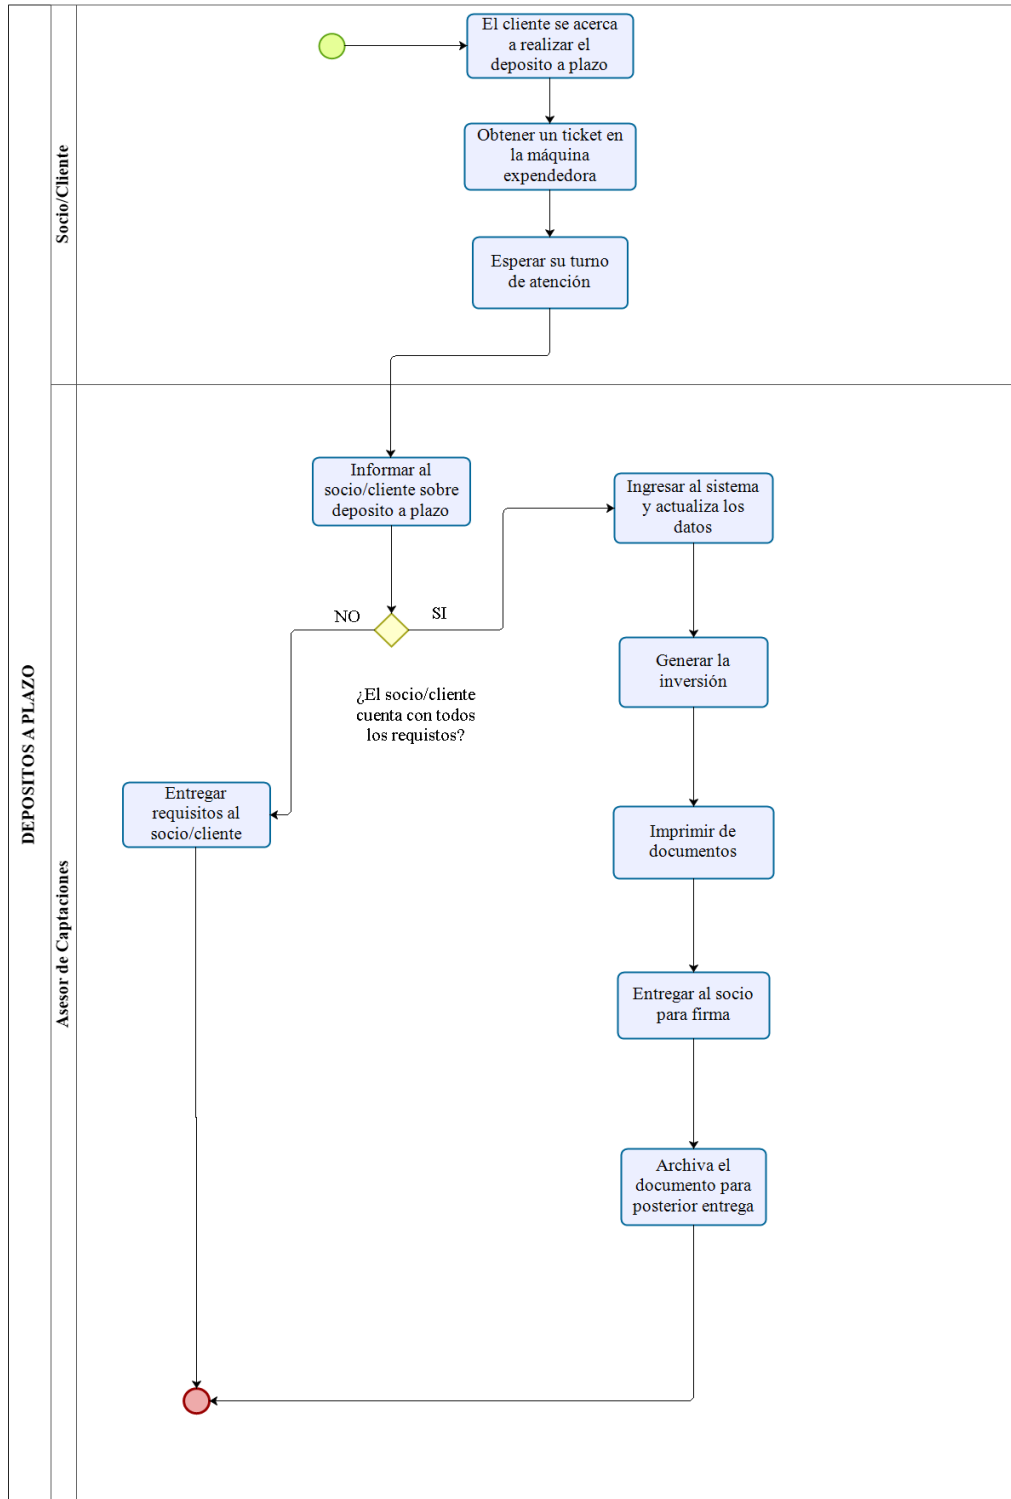 DEPOSITOS A PLAZO
Socio/Cliente
El cliente se acerca
a realizar el
deposito a plazo
Obtener un ticket en
la máquina
expendedora
Esperar su turno
de atención
Asesor de Captaciones
Informar al
socio/cliente sobre
deposito a plazo
NO
SI
¿El socio/cliente
cuenta con todos
los requistos?
Entregar
requisitos al
socio/cliente
Ingresar al sistema
y actualiza los
datos
Generar la
inversión
Imprimir de
documentos
Entregar al socio
para firma
Archiva el
documento para
posterior entrega